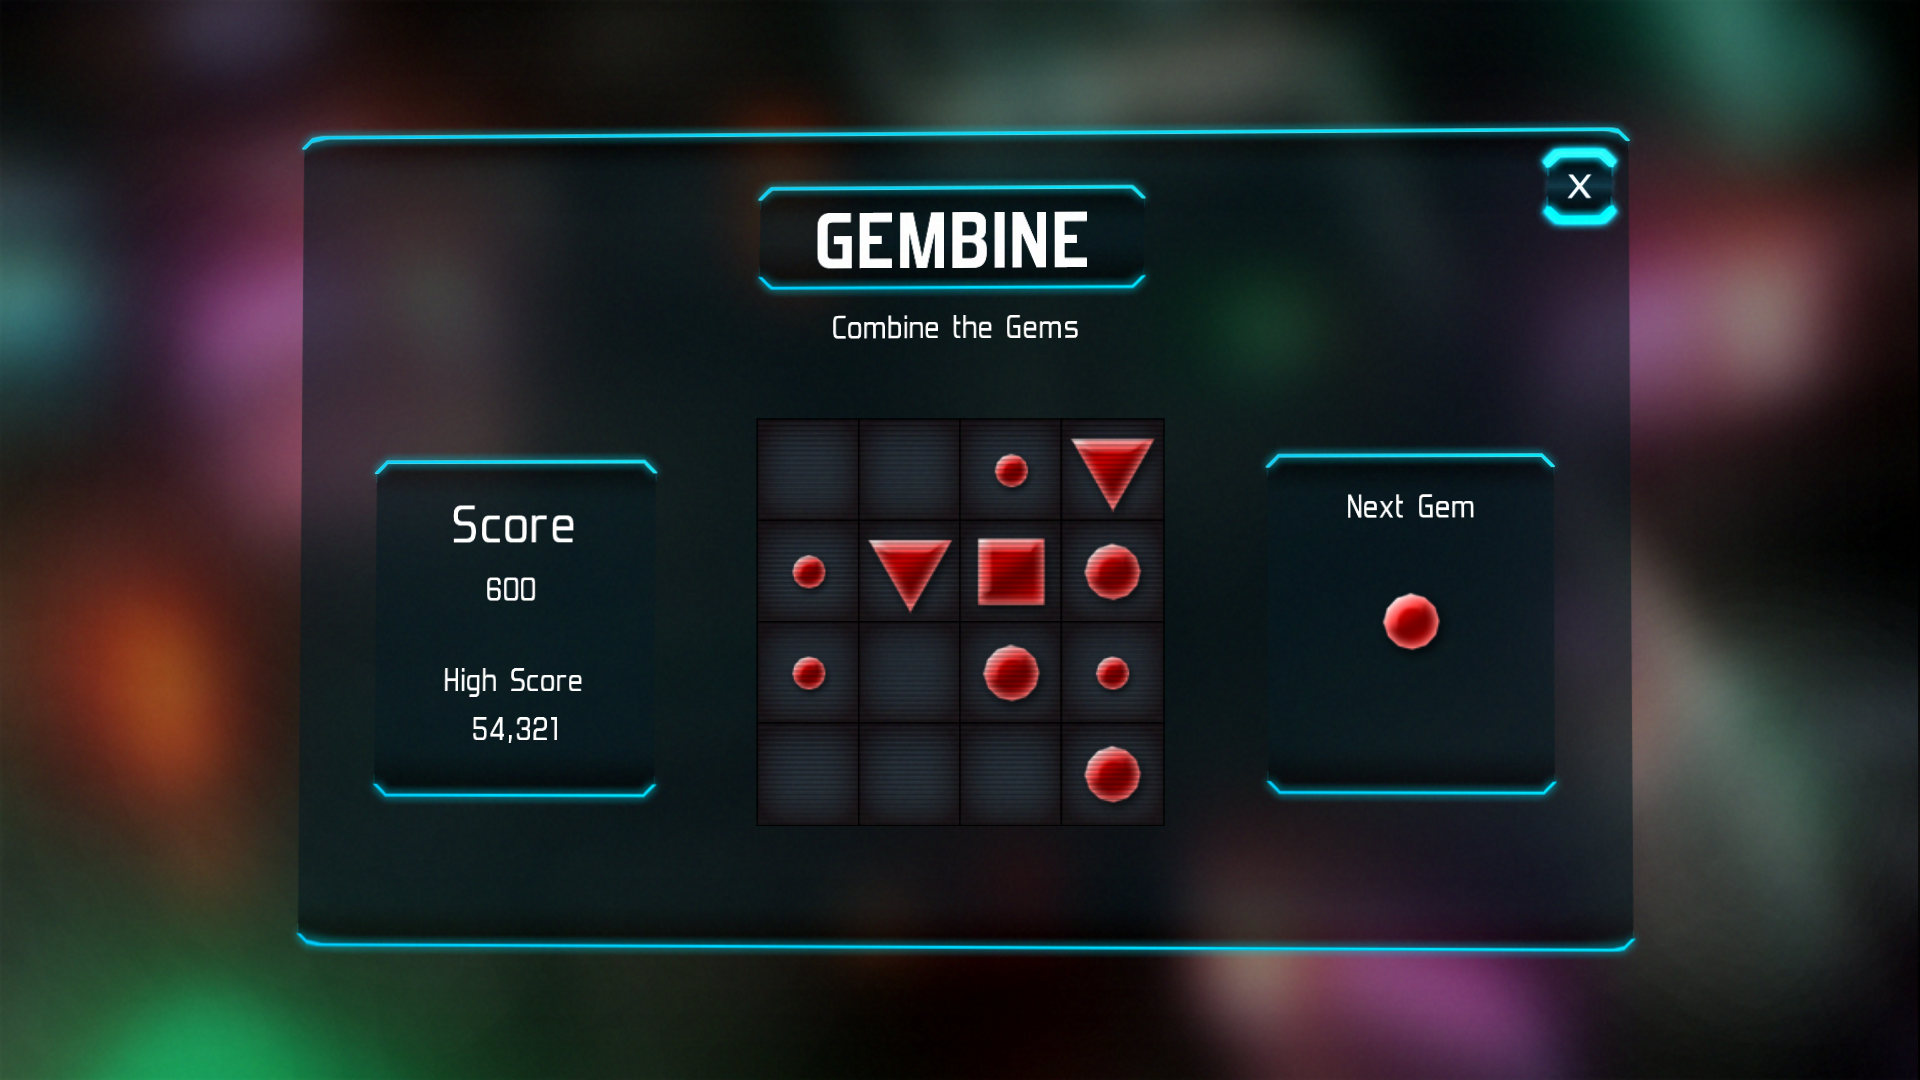 X
GEMBINE
Combine the Gems
Score
600
High Score
54,321
Next Gem